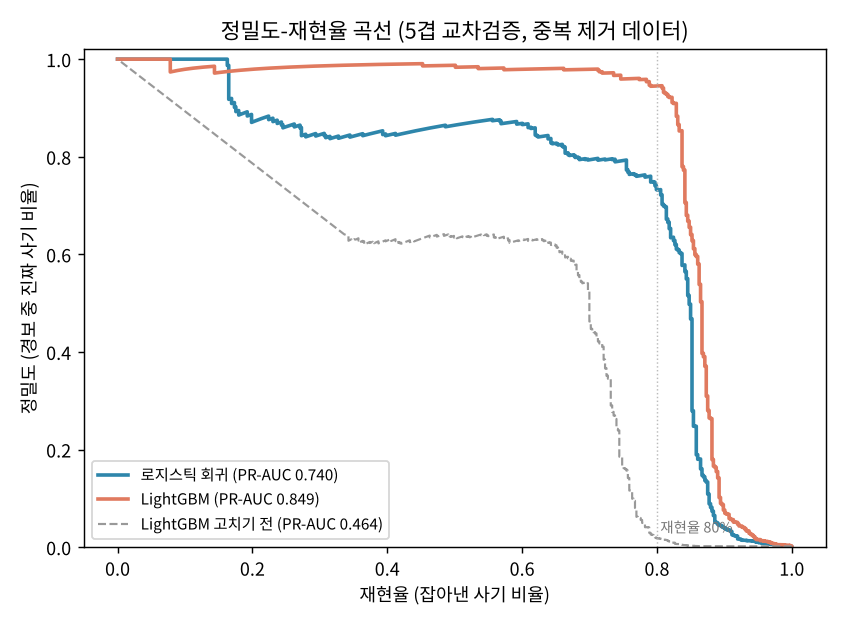 정밀도-재현율 곡선 (5겹 교차검증, 중복 제거 데이터)
정밀도 (경보 중 진짜 사기 비율)
1.0
0.8
0.6
0.4
0.2
0.0
로지스틱 회귀 (PR-AUC 0.740)
LightGBM (PR-AUC 0.849)
LightGBM 고치기 전 (PR-AUC 0.464)
재현율 80%
0.0 0.2 0.4 0.6 0.8 1.0
재현율 (잡아낸 사기 비율)